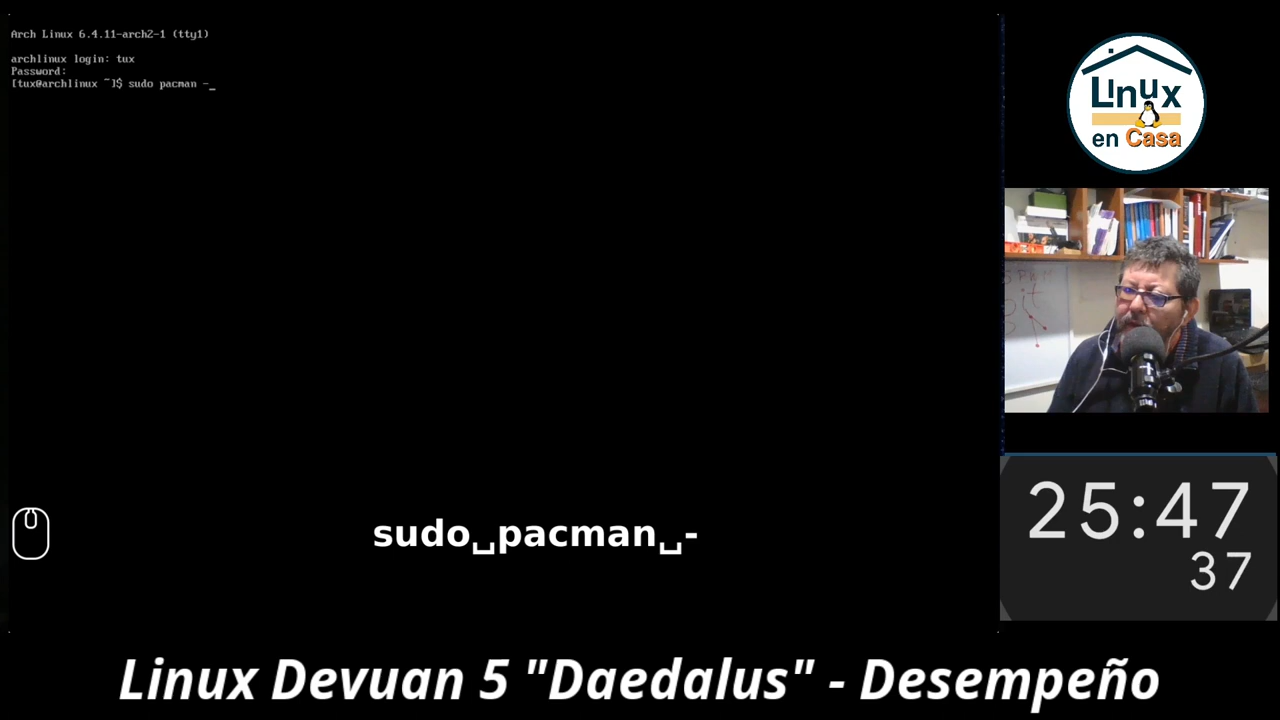 Arch Linux 6.4.11-arch2-1 (tty1)
archlinux login: tux
Password:
[tux@archlinux ~]$ sudo pacman -_
Linux
en Casa
sudo␣pacman␣-
25:47
37
Linux Devuan 5 "Daedalus" - Desempeño